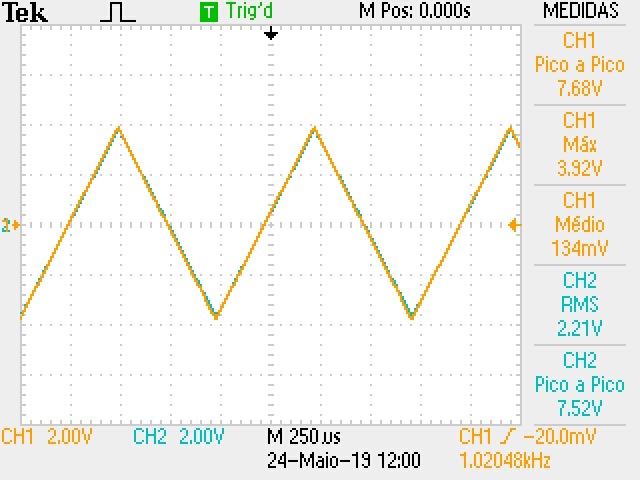 Tek T Trig'd M Pos: 0.000s MEDIDAS
CH1
Pico a Pico
7.68V
CH1
Máx
3.92V
CH1
Médio
134mV
CH2
RMS
2.21V
CH2
Pico a Pico
7.52V
2
CH1 2.00V CH2 2.00V M 250µs CH1 -20.0mV
24-Maio-19 12:00 1.02048kHz